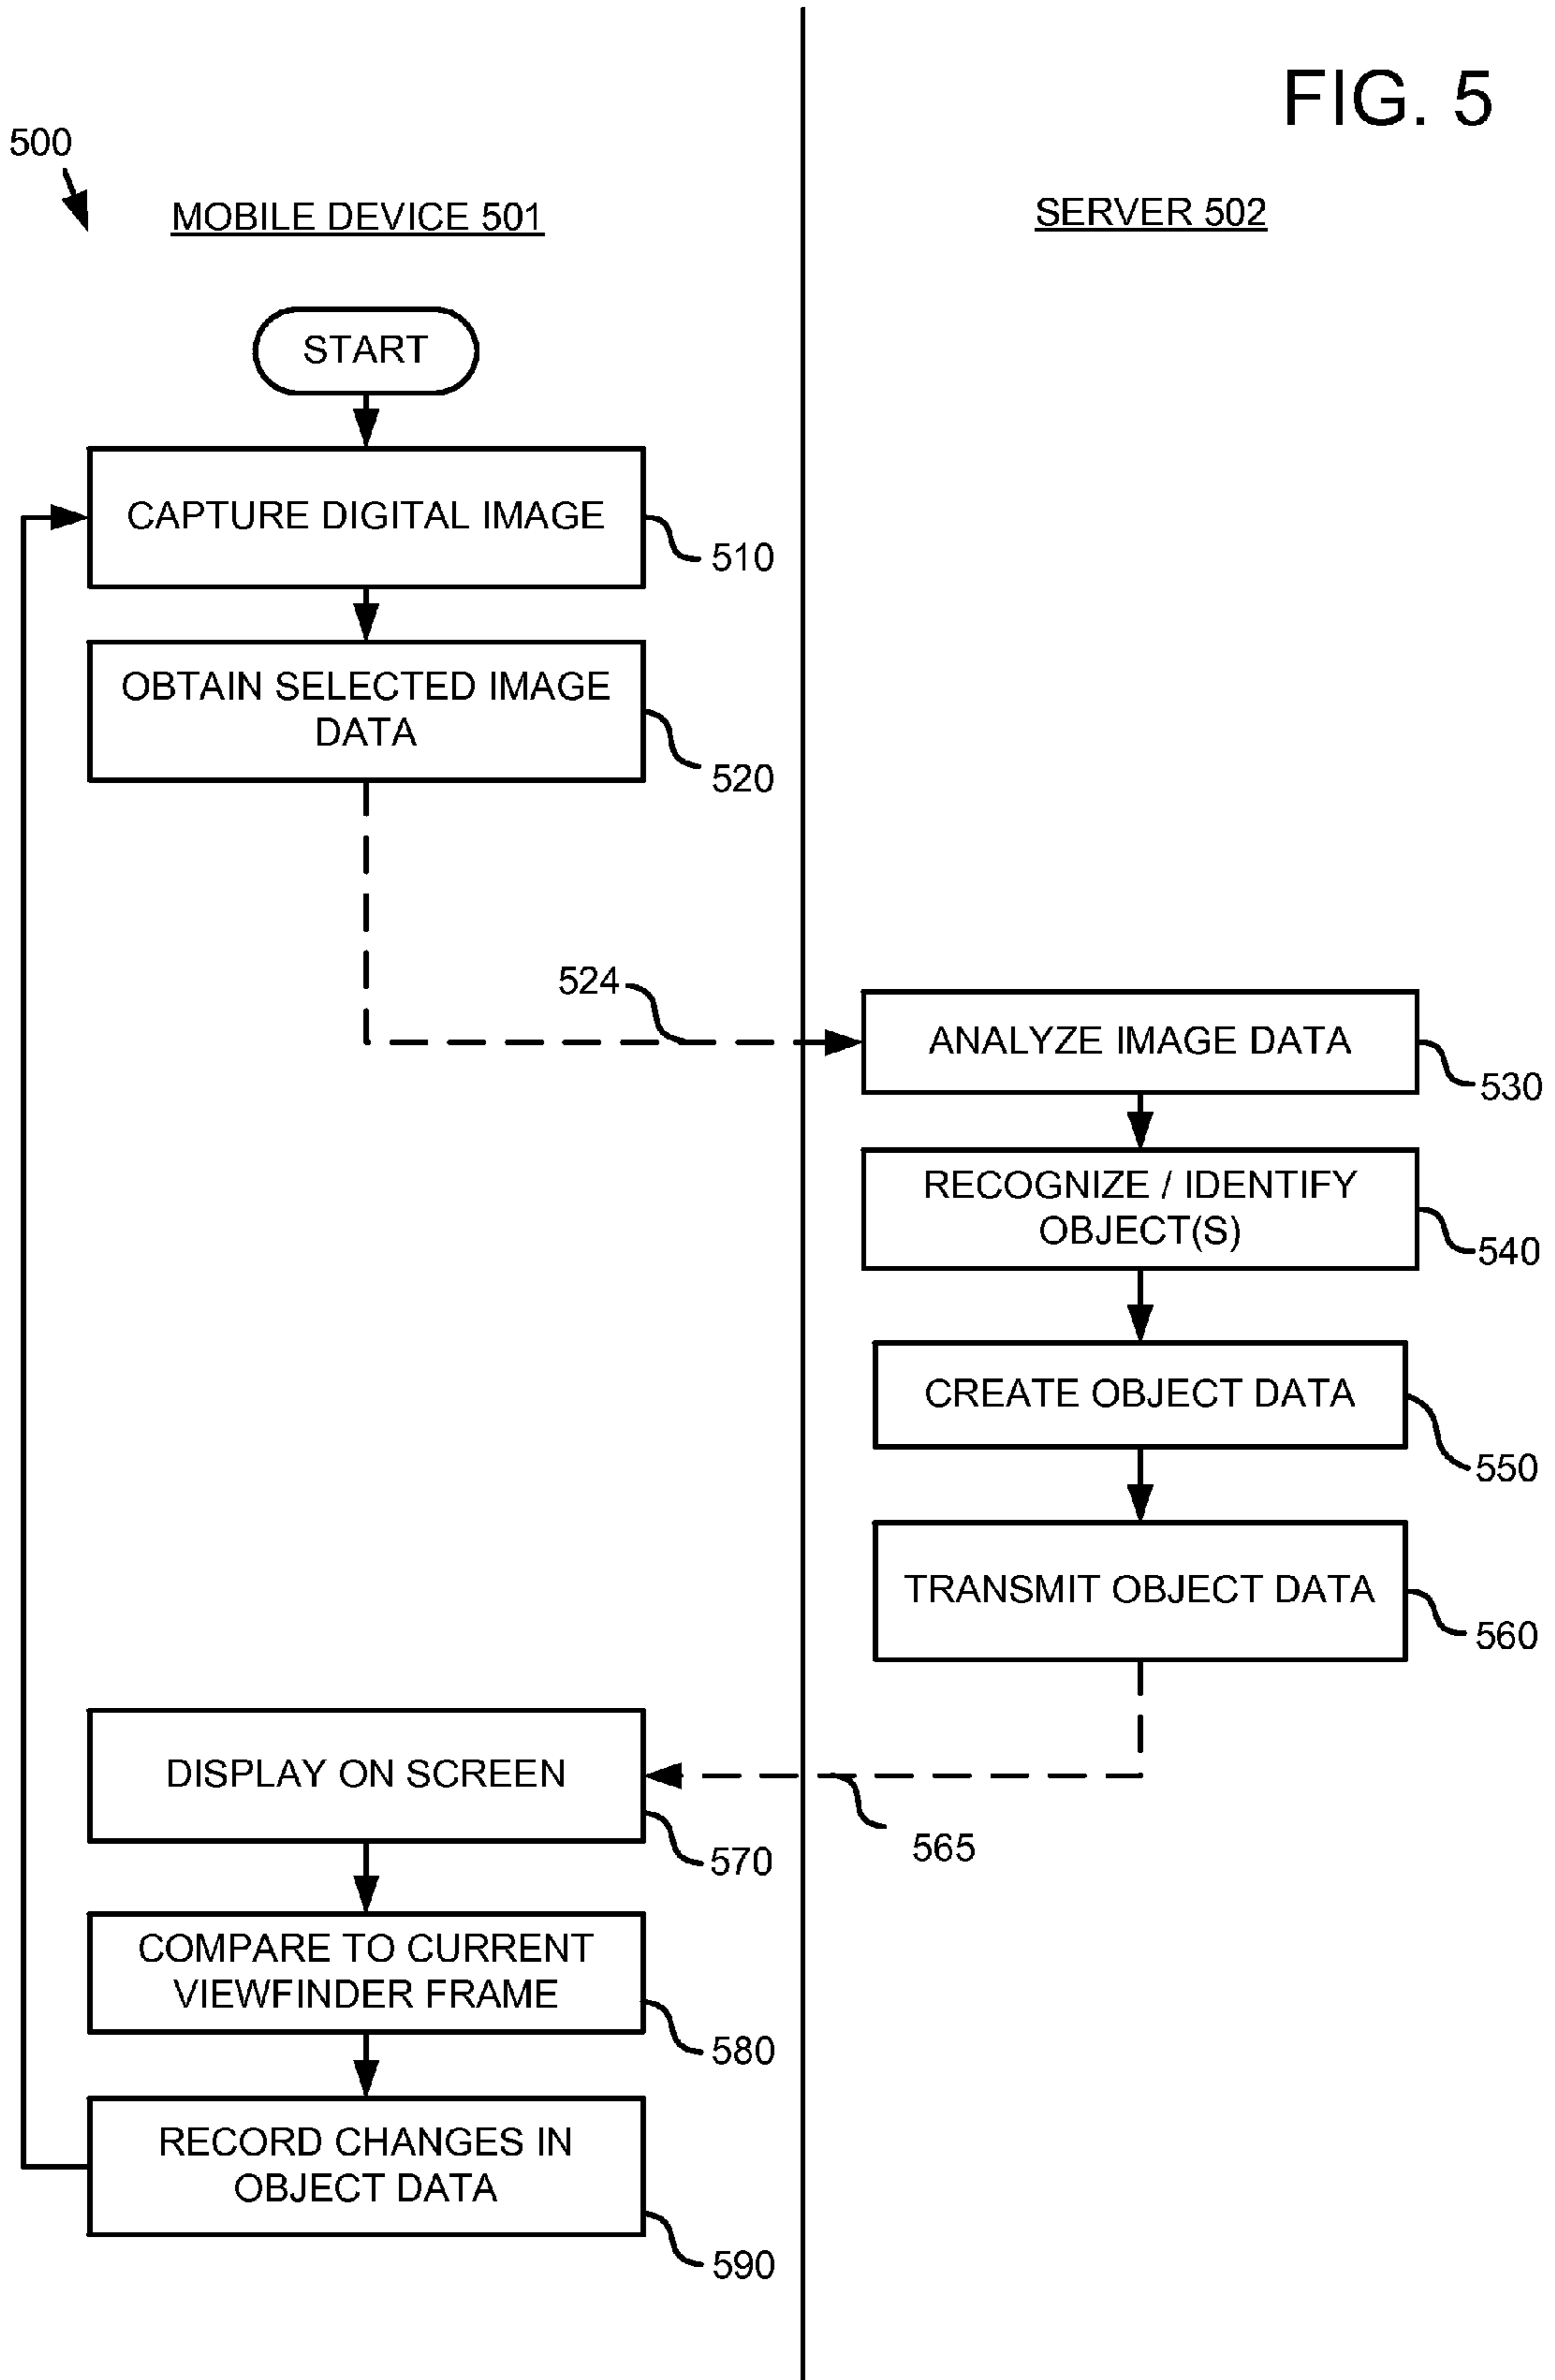 FIG. 5
500
MOBILE DEVICE 501
SERVER 502
START
CAPTURE DIGITAL IMAGE
510
OBTAIN SELECTED IMAGE
DATA
520
524
ANALYZE IMAGE DATA
530
RECOGNIZE / IDENTIFY
OBJECT(S)
540
CREATE OBJECT DATA
550
TRANSMIT OBJECT DATA
560
565
DISPLAY ON SCREEN
570
COMPARE TO CURRENT
VIEWFINDER FRAME
580
RECORD CHANGES IN
OBJECT DATA
590